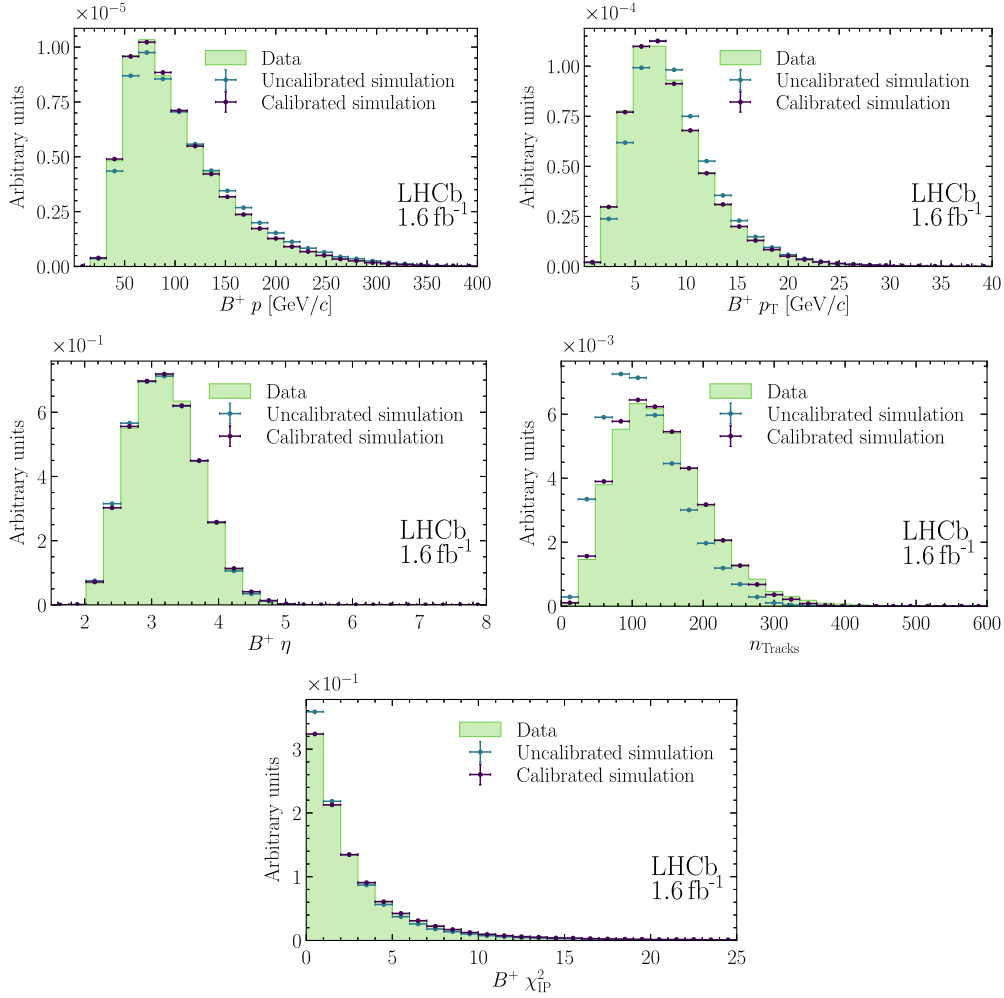 ×10⁻⁵
Arbitrary units
1.00
0.75
0.50
0.25
0.00
Data
Uncalibrated simulation
Calibrated simulation
LHCb
1.6 fb⁻¹
50 100 150 200 250 300 350 400
B⁺ p [GeV/c]
×10⁻⁴
Arbitrary units
1.00
0.75
0.50
0.25
0.00
Data
Uncalibrated simulation
Calibrated simulation
LHCb
1.6 fb⁻¹
5 10 15 20 25 30 35 40
B⁺ p_T [GeV/c]
×10⁻¹
Arbitrary units
6
4
2
0
Data
Uncalibrated simulation
Calibrated simulation
LHCb
1.6 fb⁻¹
2 3 4 5 6 7 8
B⁺ η
×10⁻³
Arbitrary units
6
4
2
0
Data
Uncalibrated simulation
Calibrated simulation
LHCb
1.6 fb⁻¹
0 100 200 300 400 500 600
n_Tracks
×10⁻¹
Arbitrary units
3
2
1
0
Data
Uncalibrated simulation
Calibrated simulation
LHCb
1.6 fb⁻¹
0 5 10 15 20 25
B⁺ χ²_IP